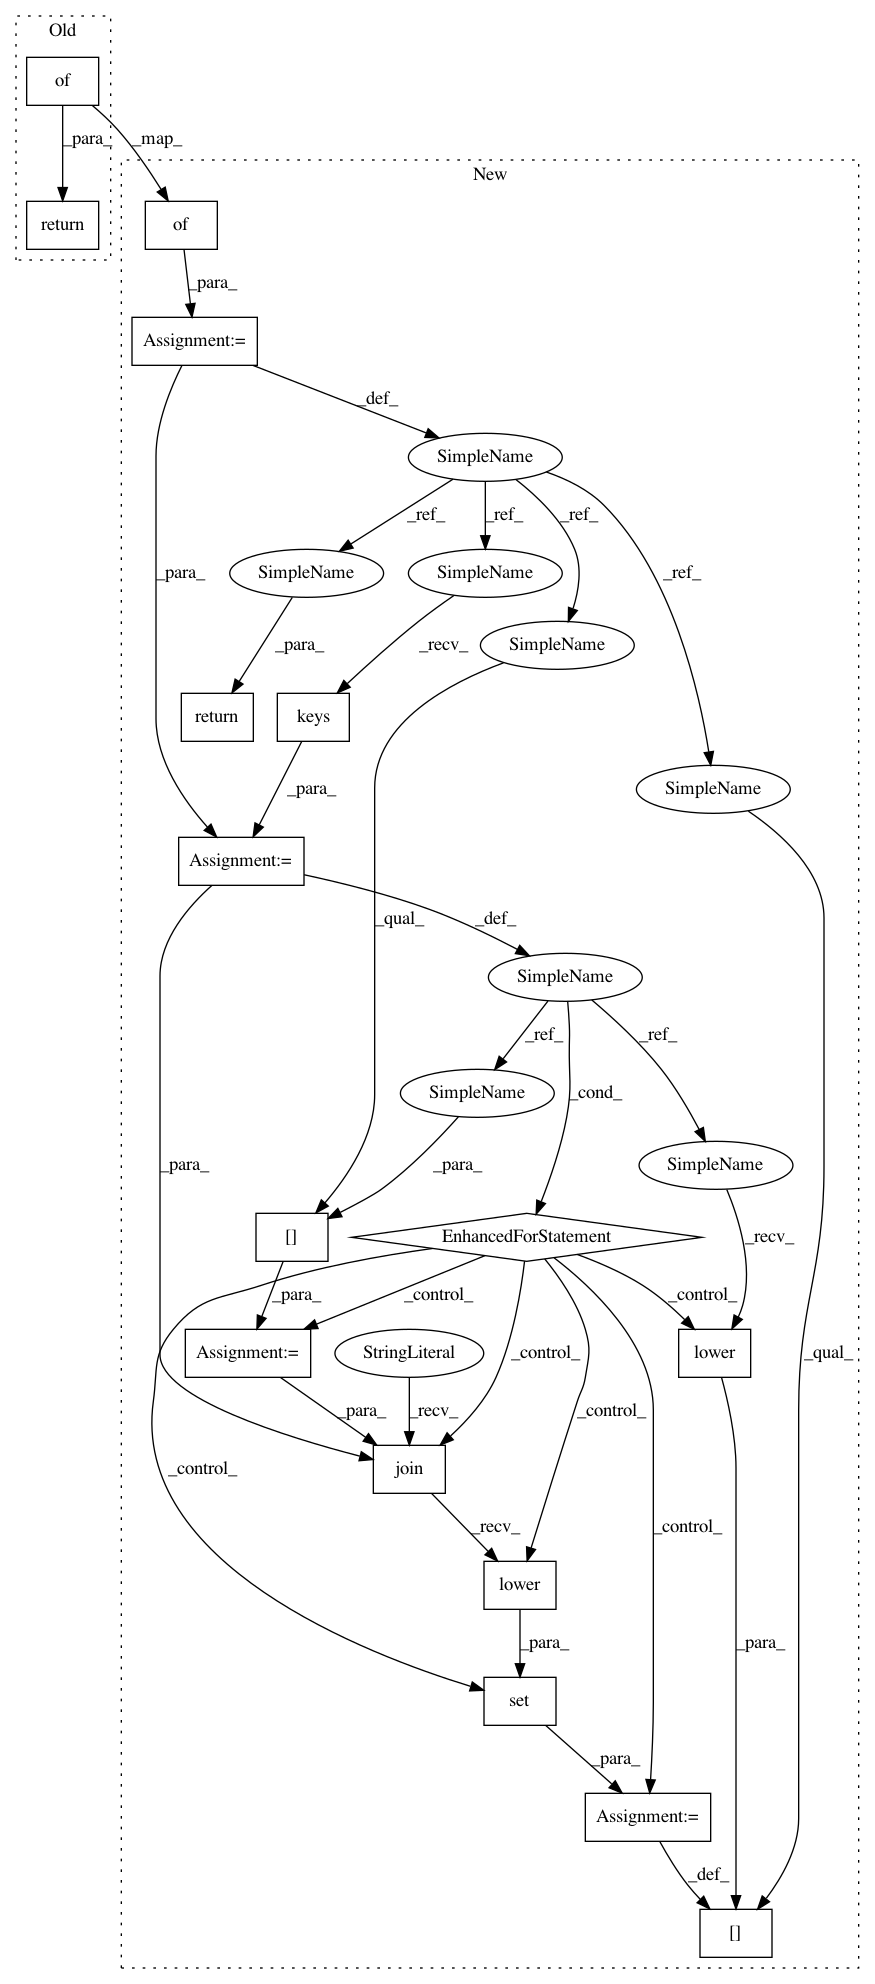 Old
of
_para_
_map_
New
return
of
_para_
Assignment:=
_def_
SimpleName
_ref_
_ref_
_ref_
_para_
SimpleName
SimpleName
_ref_
_para_
_recv_
SimpleName
return
keys
_para_
SimpleName
Assignment:=
_qual_
_def_
SimpleName
_ref_
_ref_
SimpleName
_cond_
_para_
_para_
SimpleName
[]
EnhancedForStatement
_recv_
_para_
_control_
_control_
Assignment:=
StringLiteral
_control_
lower
_qual_
_para_
_recv_
_control_
_control_
join
_recv_
_control_
lower
_para_
_para_
set
_para_
Assignment:=
_def_
[]